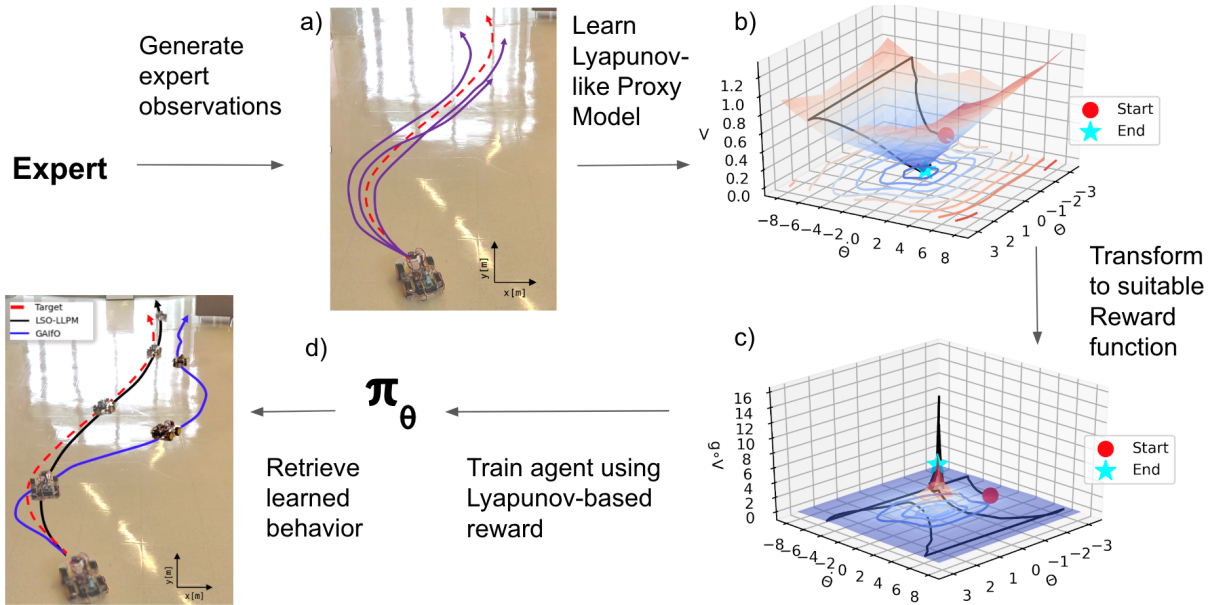 Expert
Generate
expert
observations
a)
y[m]
x[m]
Learn
Lyapunov-
like Proxy
Model
b)
V
1.2
1.0
0.8
0.6
0.4
0.2
0.0
−8 −6 −4 −2 0 2 4 6 8
Θ̇
3 2 1 0 −1 −2 −3
Θ
Start
End
Transform
to suitable
Reward
function
c)
g∘V
16
14
12
10
8
6
4
2
0
−8 −6 −4 −2 0 2 4 6 8
Θ̇
3 2 1 0 −1 −2 −3
Θ
Start
End
Train agent using
Lyapunov-based
reward
d)
π_θ
Retrieve
learned
behavior
Target
LSO-LLPM
GAIfO
y[m]
x[m]